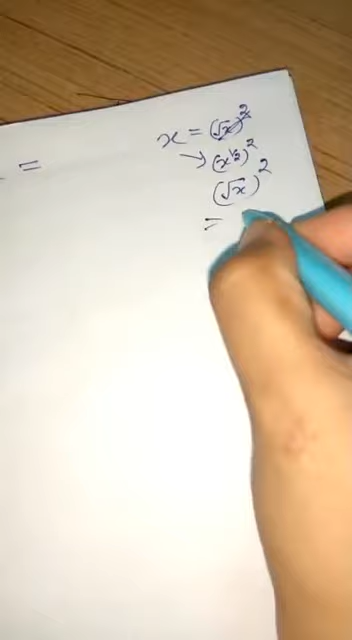 =
x = (√x)²
→ (x^1/2)²
(√x)²
=